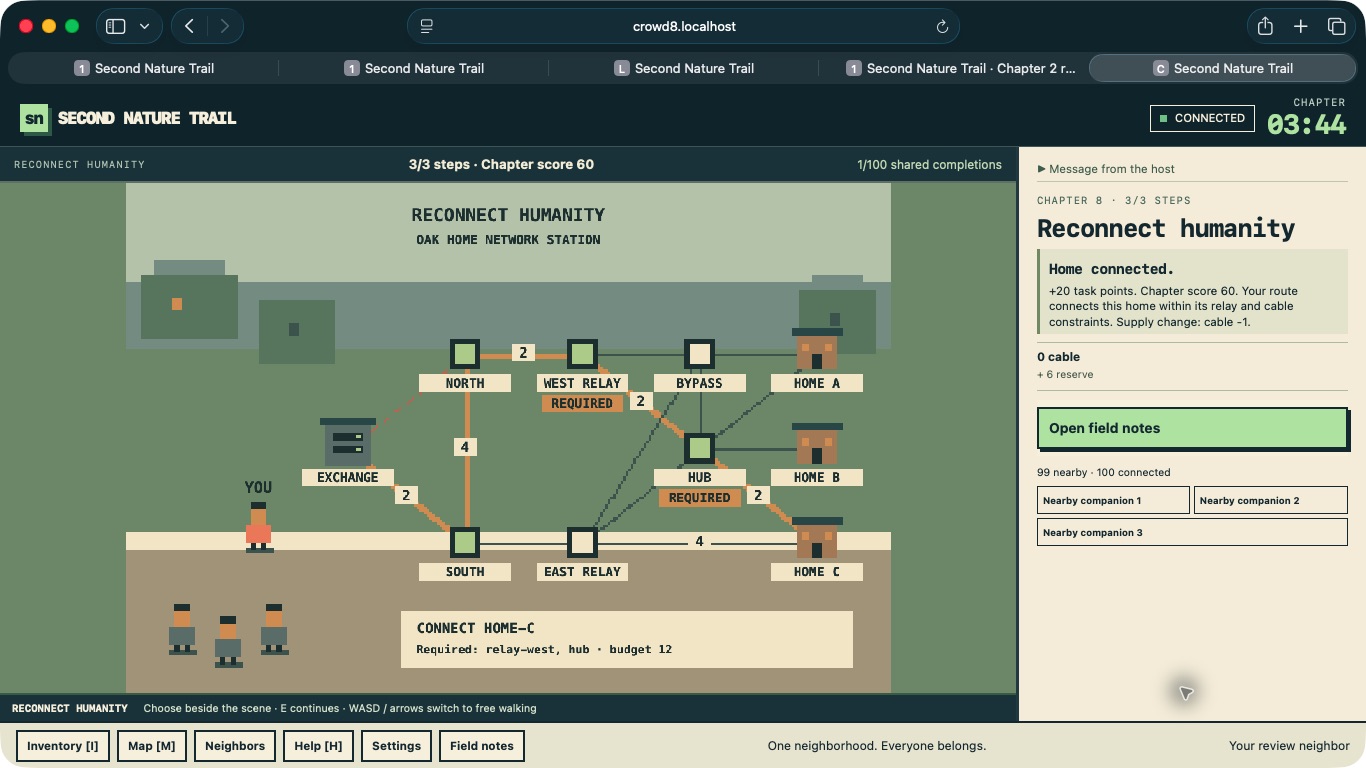 crowd8.localhost
1 Second Nature Trail
1 Second Nature Trail
L Second Nature Trail
1 Second Nature Trail · Chapter 2 r...
C Second Nature Trail
sn SECOND NATURE TRAIL
CONNECTED
CHAPTER
03:44
RECONNECT HUMANITY
3/3 steps · Chapter score 60
1/100 shared completions
RECONNECT HUMANITY
OAK HOME NETWORK STATION
2
NORTH
WEST RELAY
BYPASS
HOME A
REQUIRED
2
4
EXCHANGE
HUB
HOME B
YOU
2
REQUIRED
2
4
SOUTH
EAST RELAY
HOME C
CONNECT HOME-C
Required: relay-west, hub · budget 12
RECONNECT HUMANITY
Choose beside the scene · E continues · WASD / arrows switch to free walking
Message from the host
CHAPTER 8 · 3/3 STEPS
Reconnect humanity
Home connected.
+20 task points. Chapter score 60. Your route
connects this home within its relay and cable
constraints. Supply change: cable -1.
0 cable
+ 6 reserve
Open field notes
99 nearby · 100 connected
Nearby companion 1
Nearby companion 2
Nearby companion 3
Inventory [I]
Map [M]
Neighbors
Help [H]
Settings
Field notes
One neighborhood. Everyone belongs.
Your review neighbor